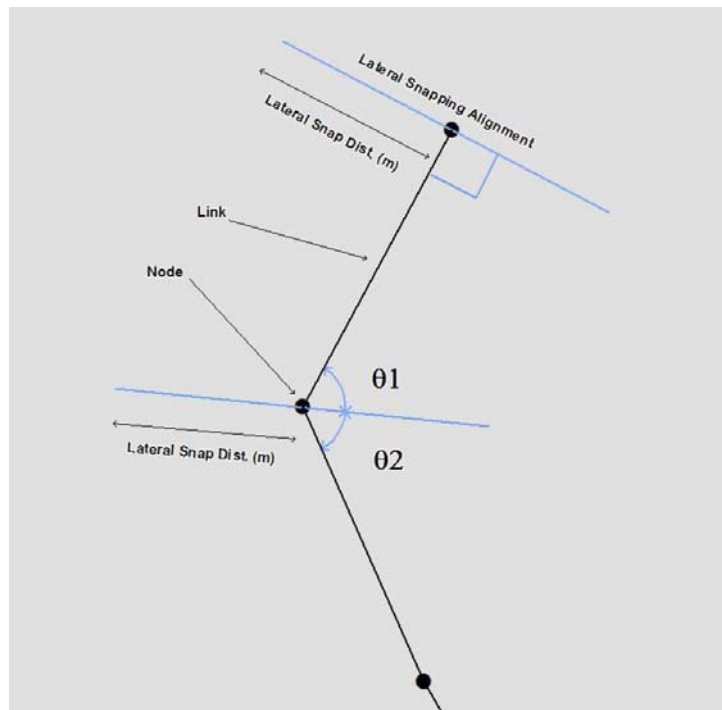 Lateral Snapping Alignment
Lateral Snap Dist. (m)
Link
Node
θ1
Lateral Snap Dist. (m)
θ2